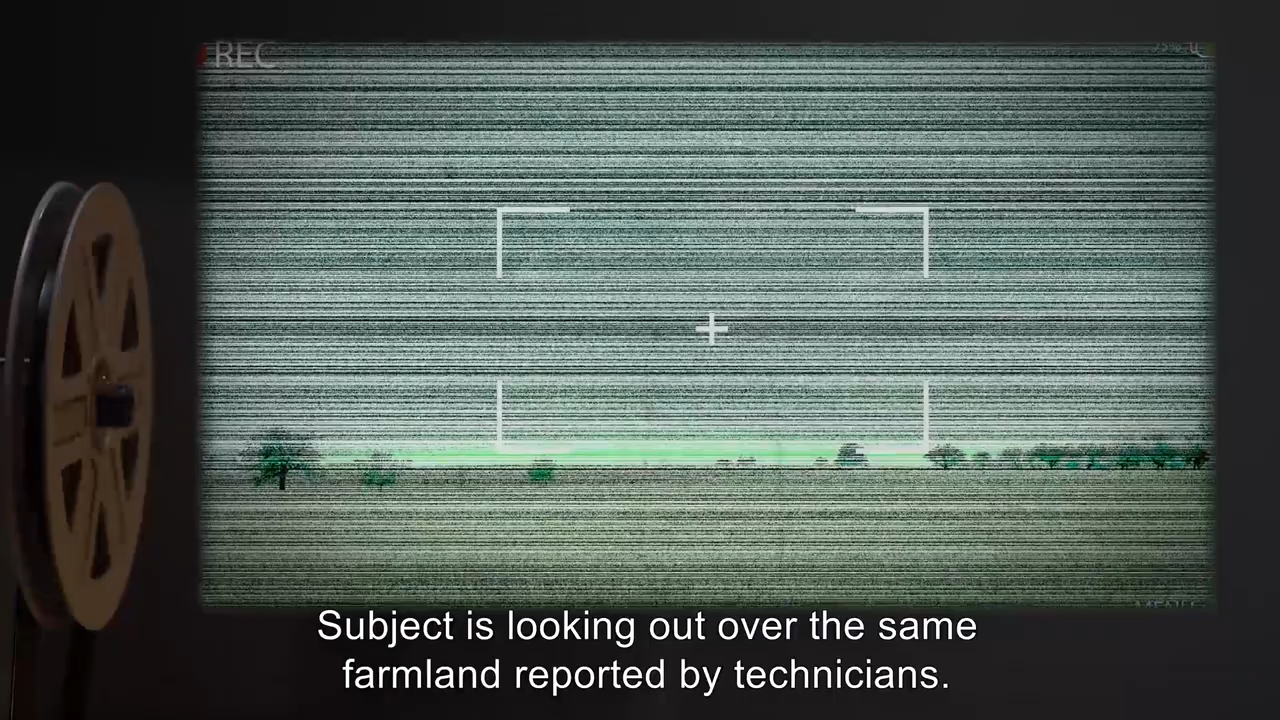 REC
Subject is looking out over the same
farmland reported by technicians.